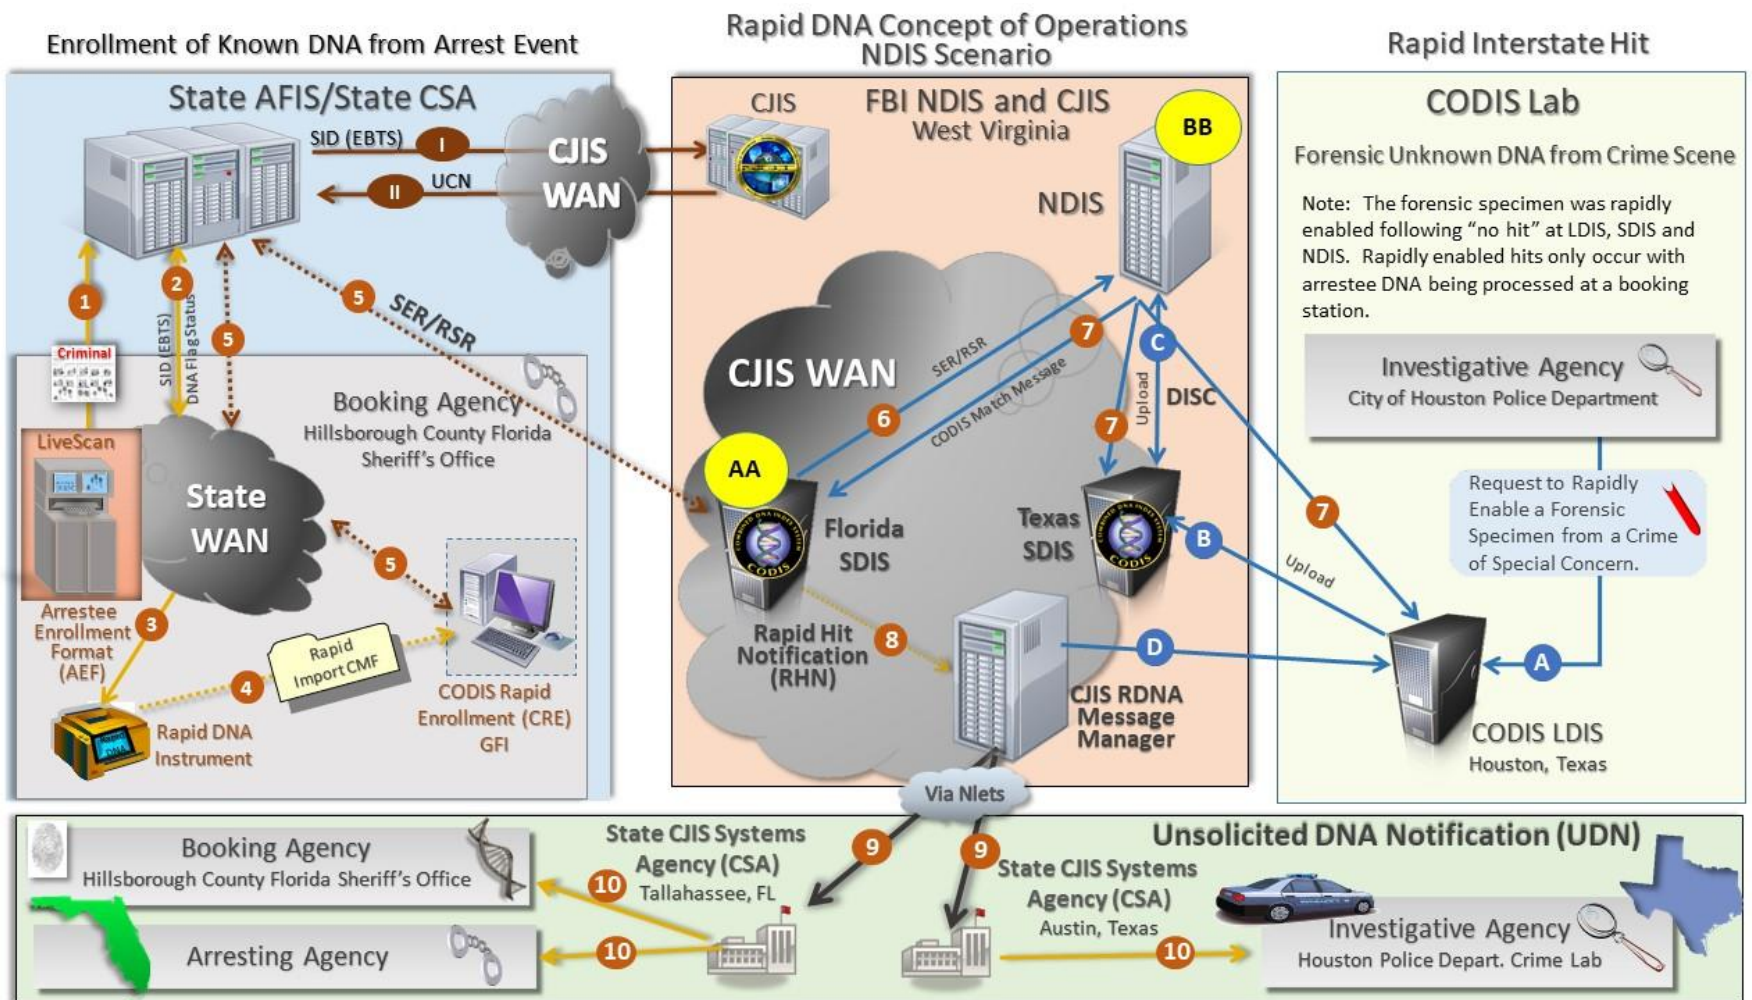 Enrollment of Known DNA from Arrest Event
Rapid DNA Concept of Operations
NDIS Scenario
Rapid Interstate Hit
State AFIS/State CSA
SID (EBTS)
I
II
UCN
CJIS
WAN
1
2
SID (EBTS)
DNA Flag Status
5
5
SER/RSR
Criminal
LiveScan
Booking Agency
Hillsborough County Florida
Sheriff's Office
State
WAN
Arrestee
Enrollment
Format
(AEF)
3
4
Rapid
Import CMF
5
CODIS Rapid
Enrollment (CRE)
GFI
Rapid DNA
Instrument
CJIS
FBI NDIS and CJIS
West Virginia
BB
NDIS
CJIS WAN
SER/RSR
6
7
CODIS Match Message
C
Upload
DISC
7
7
AA
Florida
SDIS
CODIS
Texas
SDIS
COMBINED DNA INDEX SYSTEM
CODIS
B
Upload
Rapid Hit
Notification
(RHN)
8
D
CJIS RDNA
Message
Manager
Via Nlets
CODIS Lab
Forensic Unknown DNA from Crime Scene
Note: The forensic specimen was rapidly
enabled following “no hit” at LDIS, SDIS and
NDIS. Rapidly enabled hits only occur with
arrestee DNA being processed at a booking
station.
Investigative Agency
City of Houston Police Department
Request to Rapidly
Enable a Forensic
Specimen from a Crime
of Special Concern.
A
CODIS LDIS
Houston, Texas
Booking Agency
Hillsborough County Florida Sheriff's Office
Arresting Agency
10
10
State CJIS Systems
Agency (CSA)
Tallahassee, FL
9
9
State CJIS Systems
Agency (CSA)
Austin, Texas
10
Unsolicited DNA Notification (UDN)
Investigative Agency
Houston Police Depart. Crime Lab